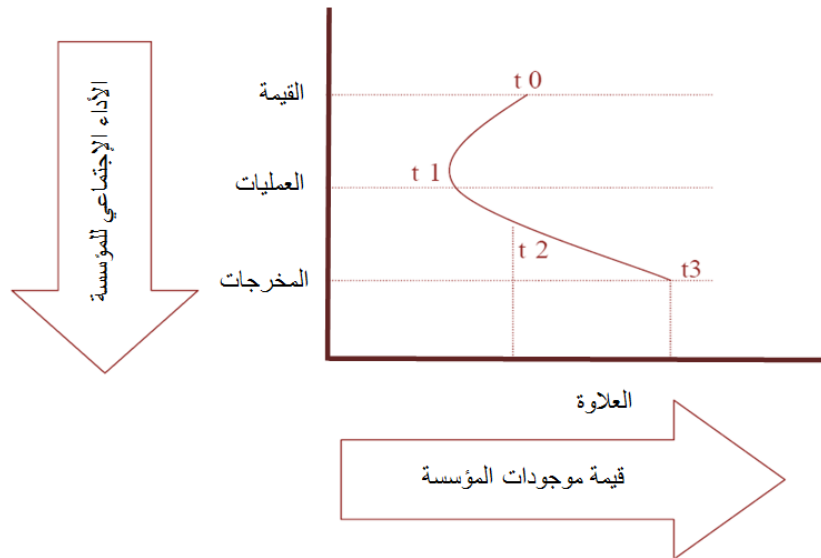 الأداء الإجتماعي للمؤسسة
القيمة
t 0
t 1
العمليات
t 2
المخرجات
t3
العلاوة
قيمة موجودات المؤسسة